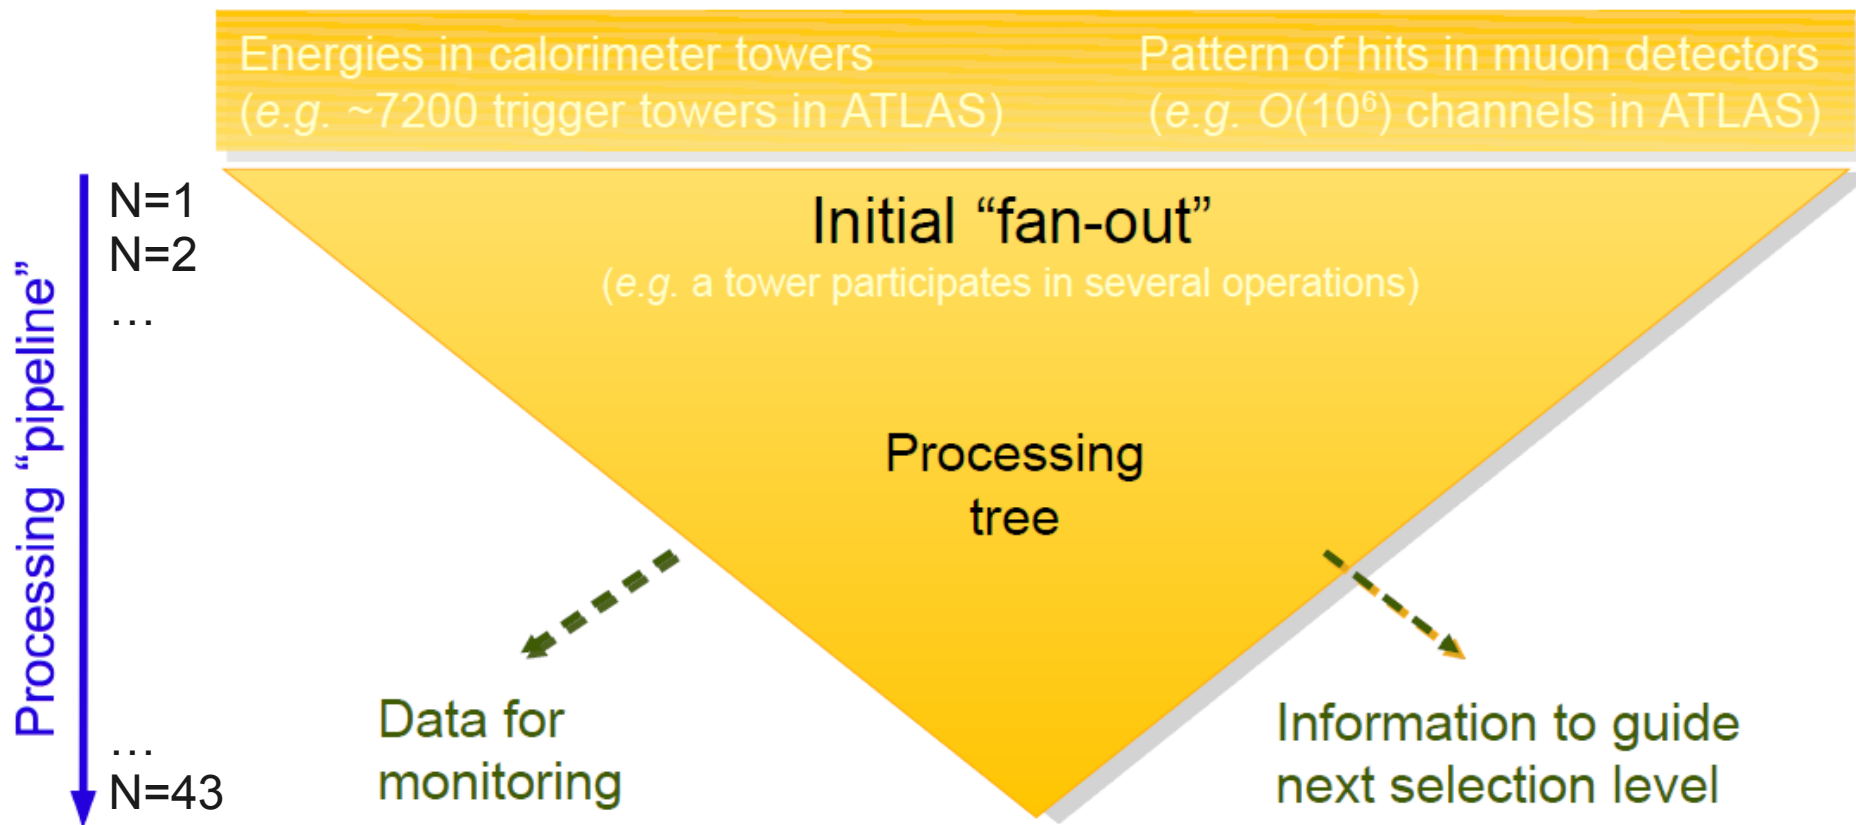 Energies in calorimeter towers
(e.g. ~7200 trigger towers in ATLAS)
Pattern of hits in muon detectors
(e.g. O(10⁶) channels in ATLAS)
Processing “pipeline”
N=1
N=2
…
…
N=43
Initial “fan-out”
(e.g. a tower participates in several operations)
Processing
tree
Data for
monitoring
Information to guide
next selection level